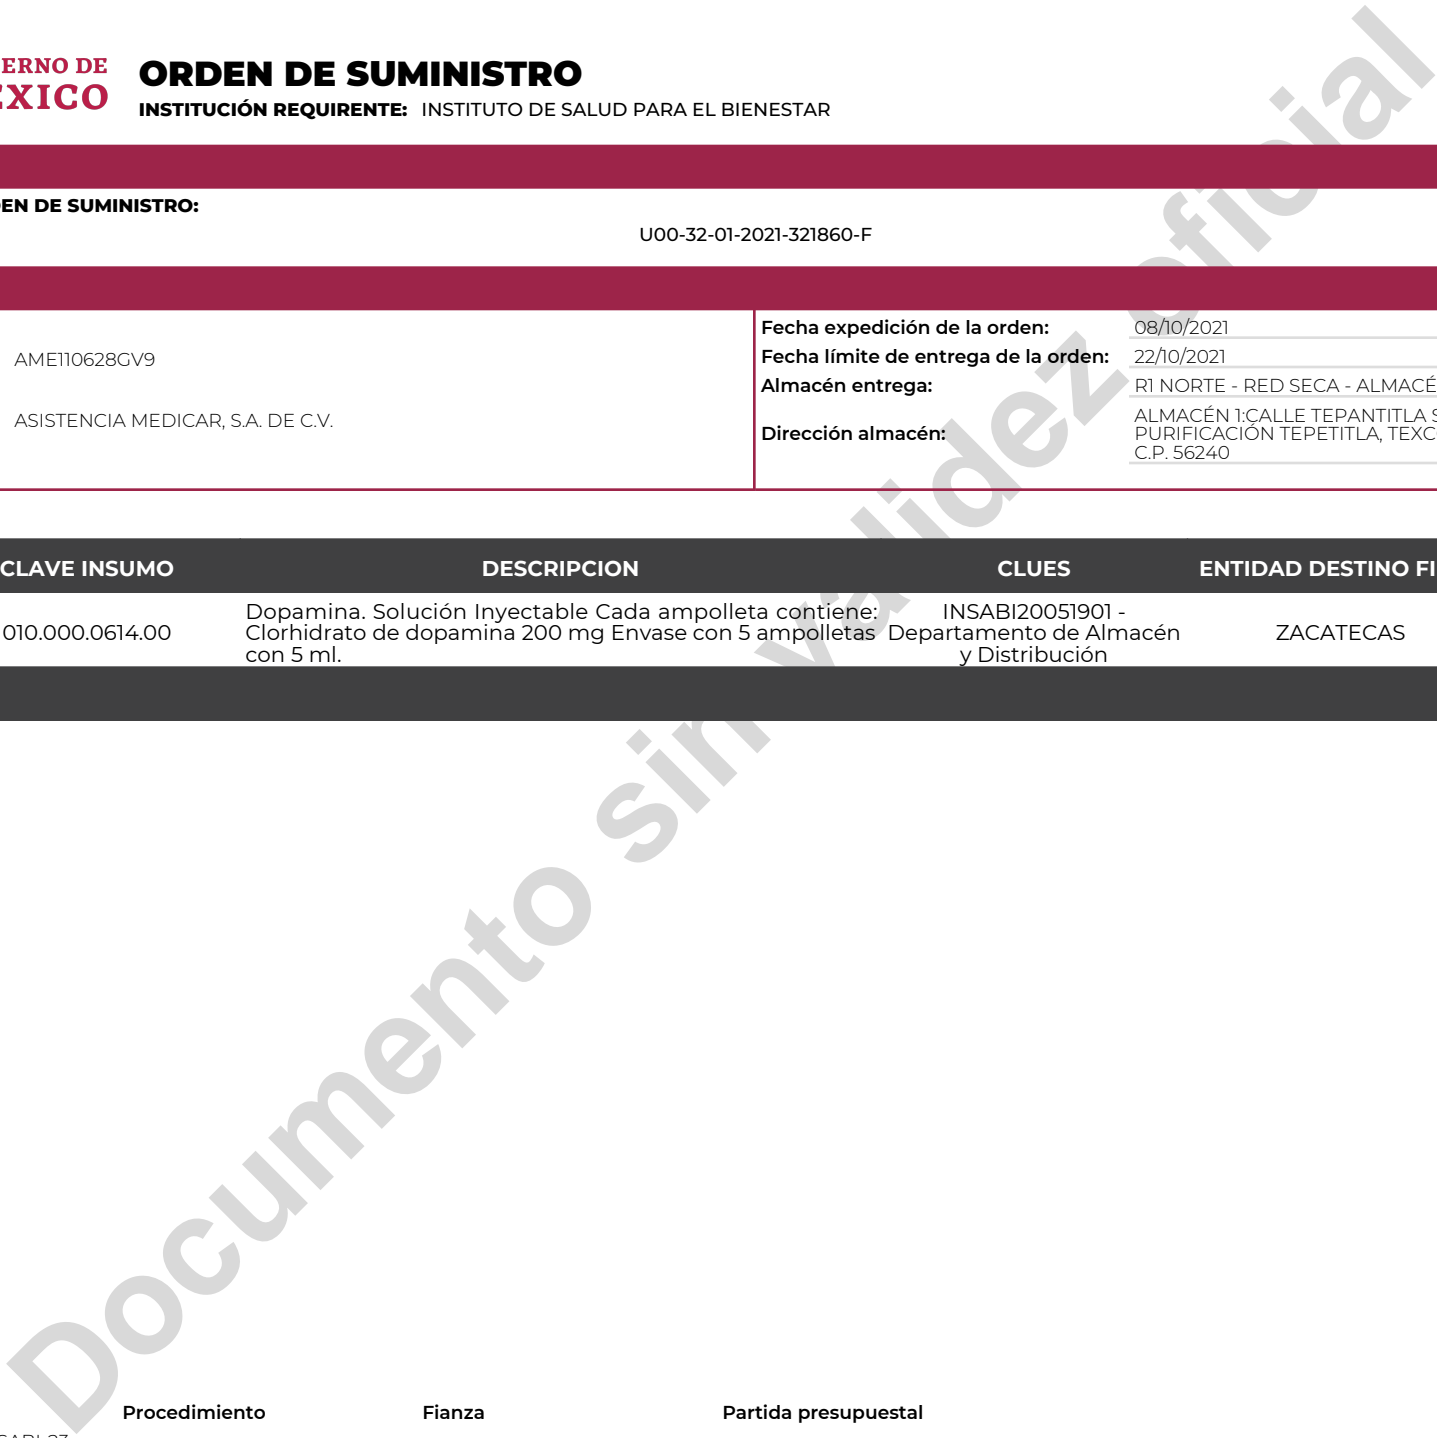 ERNO DE
ORDEN DE SUMINISTRO
INSTITUCIÓN REQUIRENTE: INSTITUTO DE SALUD PARA EL BIENESTAR
EN DE SUMINISTRO:
U00-32-01-2021-321860-F
AME110628GV9
ASISTENCIA MEDICAR, S.A. DE C.V.
Fecha expedición de la orden: 08/10/2021
Fecha límite de entrega de la orden: 22/10/2021
Almacén entrega: R1 NORTE - RED SECA - ALMACÉ
Dirección almacén:
ALMACÉN 1:CALLE TEPANTITLA S
PURIFICACIÓN TEPETITLA, TEXC
C.P. 56240
CLAVE INSUMO DESCRIPCION CLUES ENTIDAD DESTINO FI
010.000.0614.00
Dopamina. Solución Inyectable Cada ampolleta contiene:
Clorhidrato de dopamina 200 mg Envase con 5 ampolletas
con 5 ml.
INSABI20051901 -
Departamento de Almacén
y Distribución
ZACATECAS
Documento sin validez oficial
Procedimiento Fianza Partida presupuestal